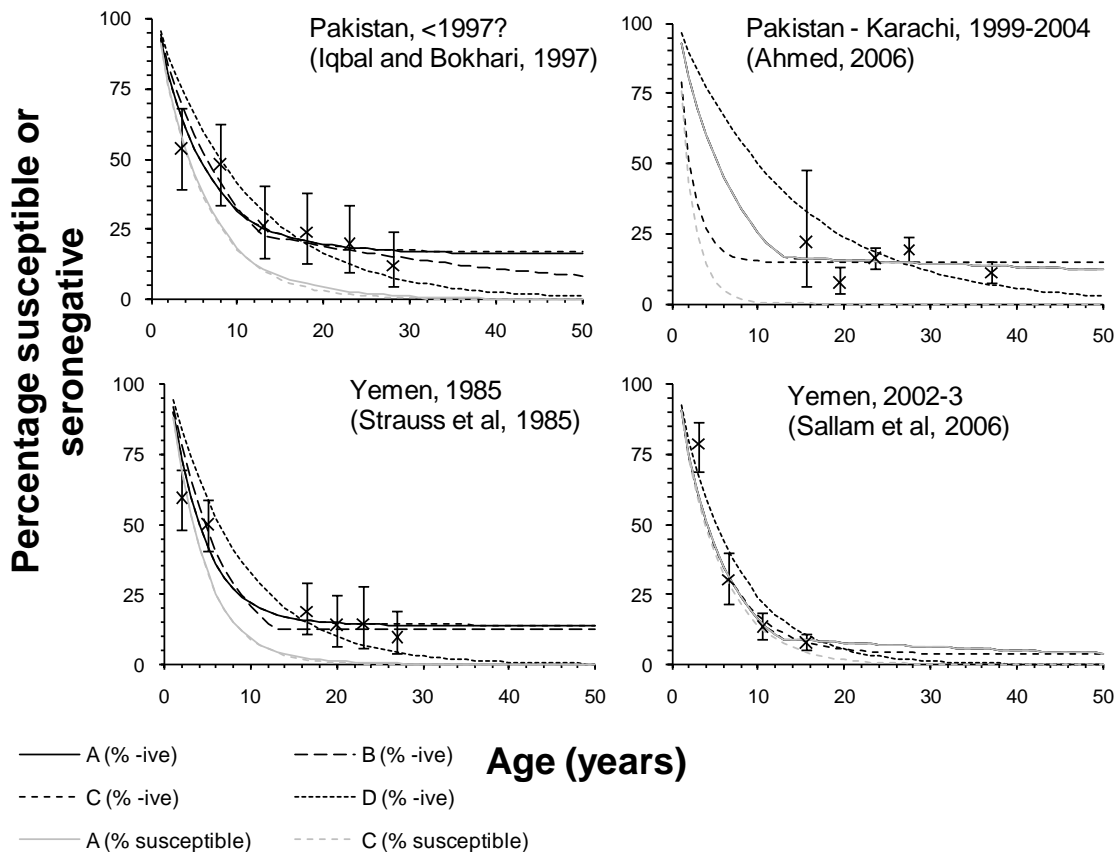 Percentage susceptible or
seronegative
Pakistan, <1997?
(Iqbal and Bokhari, 1997)
100
75
50
25
0
0 10 20 30 40 50
Pakistan - Karachi, 1999-2004
(Ahmed, 2006)
100
75
50
25
0
0 10 20 30 40 50
Yemen, 1985
(Strauss et al, 1985)
100
75
50
25
0
0 10 20 30 40 50
Yemen, 2002-3
(Sallam et al, 2006)
100
75
50
25
0
0 10 20 30 40 50
Age (years)
A (% -ive)
B (% -ive)
C (% -ive)
D (% -ive)
A (% susceptible)
C (% susceptible)